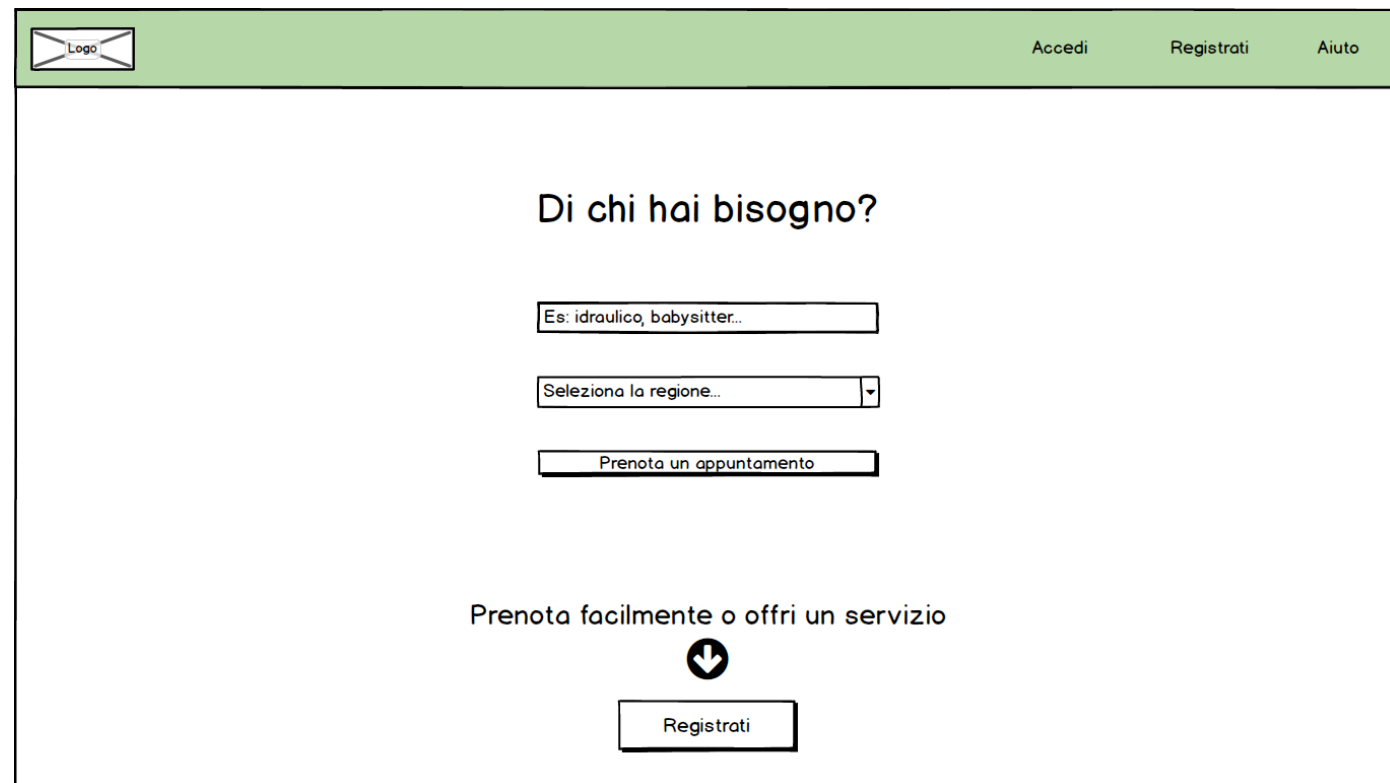 Logo
Accedi
Registrati
Aiuto
Di chi hai bisogno?
Es: idraulico, babysitter...
Seleziona la regione...
Prenota un appuntamento
Prenota facilmente o offri un servizio
Registrati